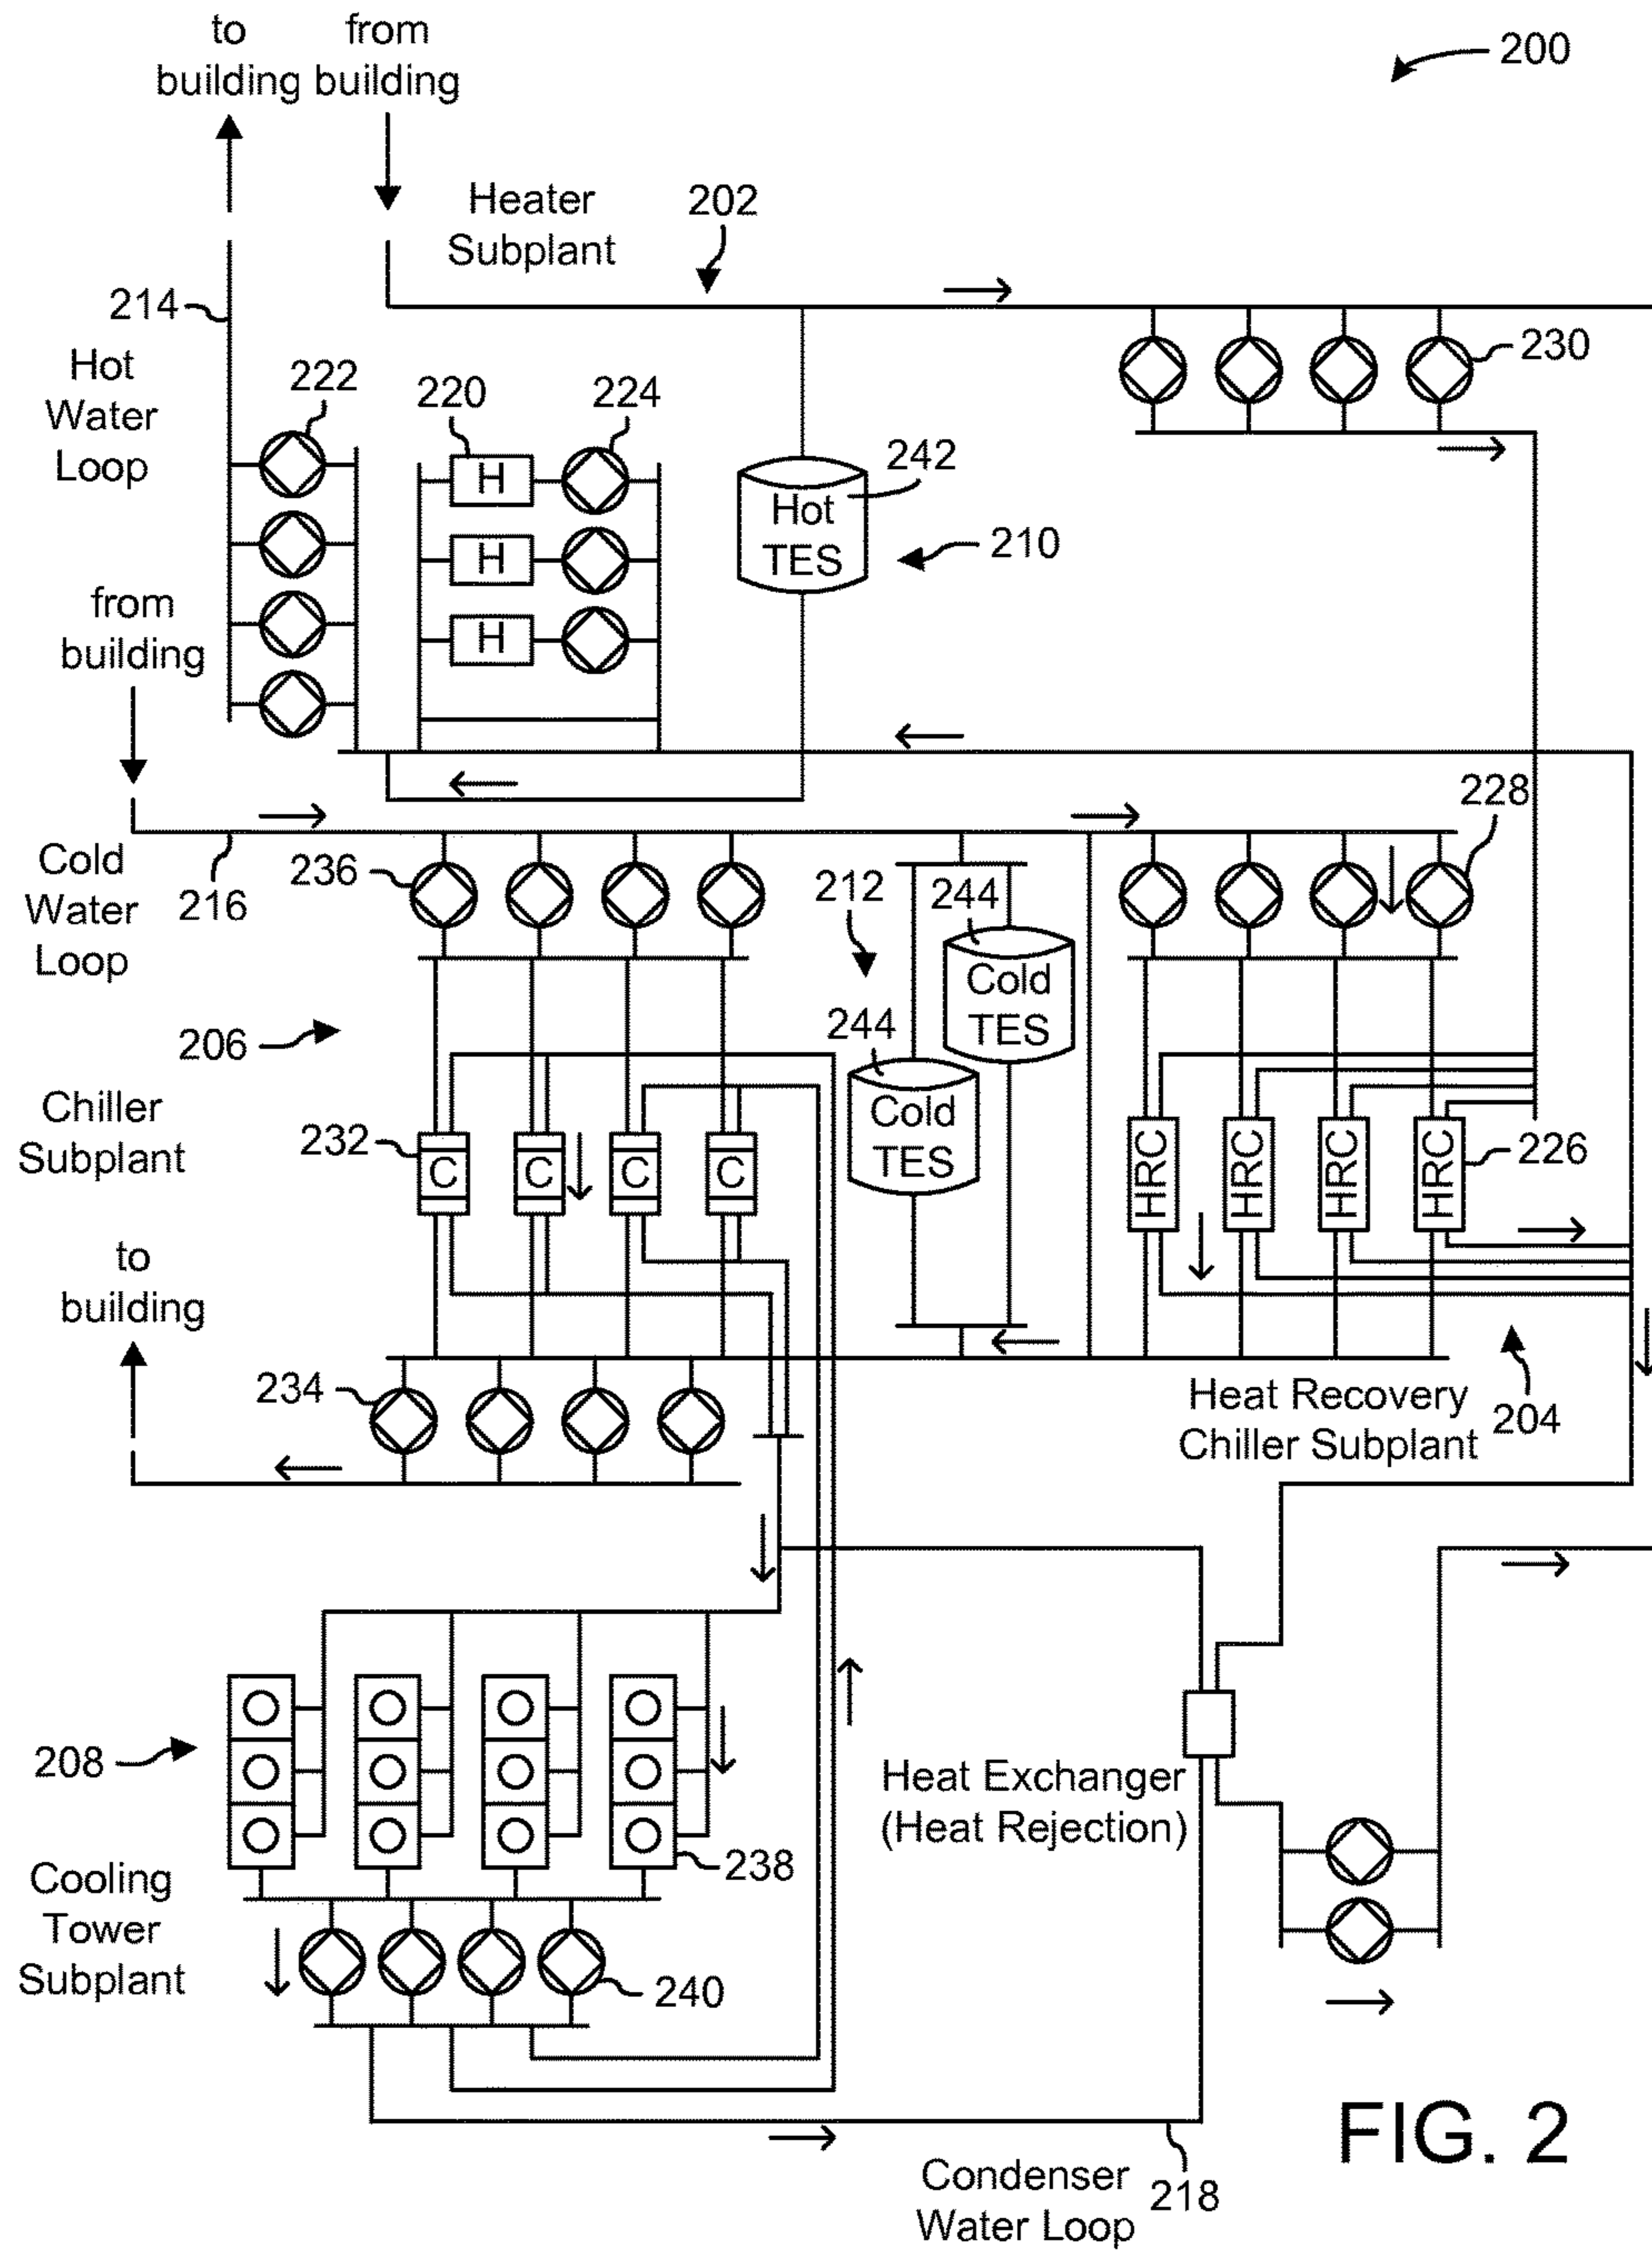 to
building
from
building
200
Heater
Subplant
202
214
Hot
Water
Loop
222
220
224
230
H
H
H
242
Hot
TES
210
from
building
228
Cold
Water
Loop
216
236
212
244
Cold
TES
244
Cold
TES
206
Chiller
Subplant
232
C
C
C
C
HRC
HRC
HRC
HRC
226
to
building
234
Heat Recovery
Chiller Subplant
204
208
Heat Exchanger
(Heat Rejection)
238
Cooling
Tower
Subplant
240
FIG. 2
Condenser
Water Loop
218